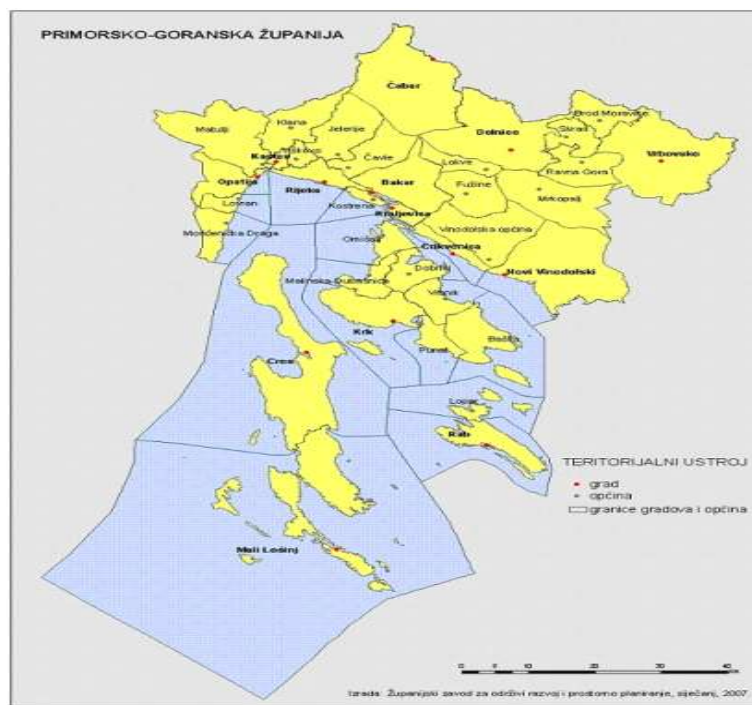 PRIMORSKO-GORANSKA ŽUPANIJA
Čabar
Klana
Matulji
Jelenje
Delnice
Brod Moravice
Skrad
Vrbovsko
Kastav
Čavle
Lokve
Ravna Gora
Opatija
Rijeka
Bakar
Fužine
Mrkopalj
Lovran
Kostrena
Kraljevica
Mošćenička Draga
Omišalj
Vinodolska općina
Crikvenica
Novi Vinodolski
Dobrinj
Malinska-Dubašnica
Vrbnik
Krk
Baška
Punat
Cres
Lopar
Rab
TERITORIJALNI USTROJ
grad
općina
granice gradova i općina
Mali Lošinj
0 10 20 30 40
Izrada: Županijski zavod za održivi razvoj i prostorno planiranje, siječanj, 2007.